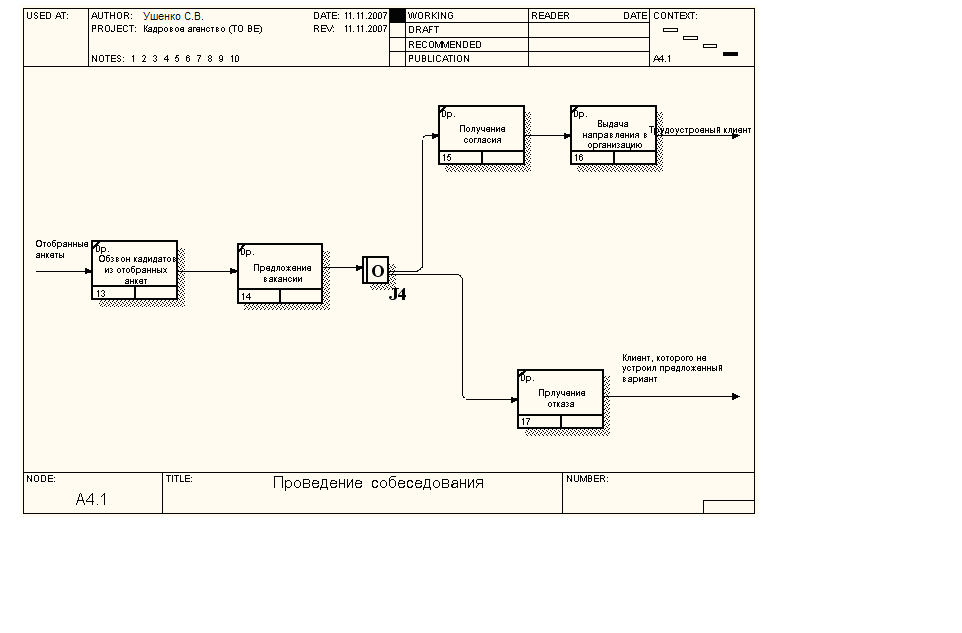 USED AT:
AUTHOR: Ушенко С.В.
DATE: 11.11.2007
WORKING
READER
DATE
CONTEXT:
PROJECT: Кадровое агенство (TO BE)
REV: 11.11.2007
DRAFT
RECOMMENDED
NOTES: 1 2 3 4 5 6 7 8 9 10
PUBLICATION
A4.1
0р.
Получение
согласия
15
0р.
Выдача
направления в
организацию
16
Трудоустроеный клиент
Отобранные
анкеты
0р.
Обзвон кадидатов
из отобранных
анкет
13
0р.
Предложение
вакансии
14
O
J4
Клиент, которого не
устроил предложенный
вариант
0р.
Прлучение
отказа
17
NODE:
A4.1
TITLE:
Проведение собеседования
NUMBER: